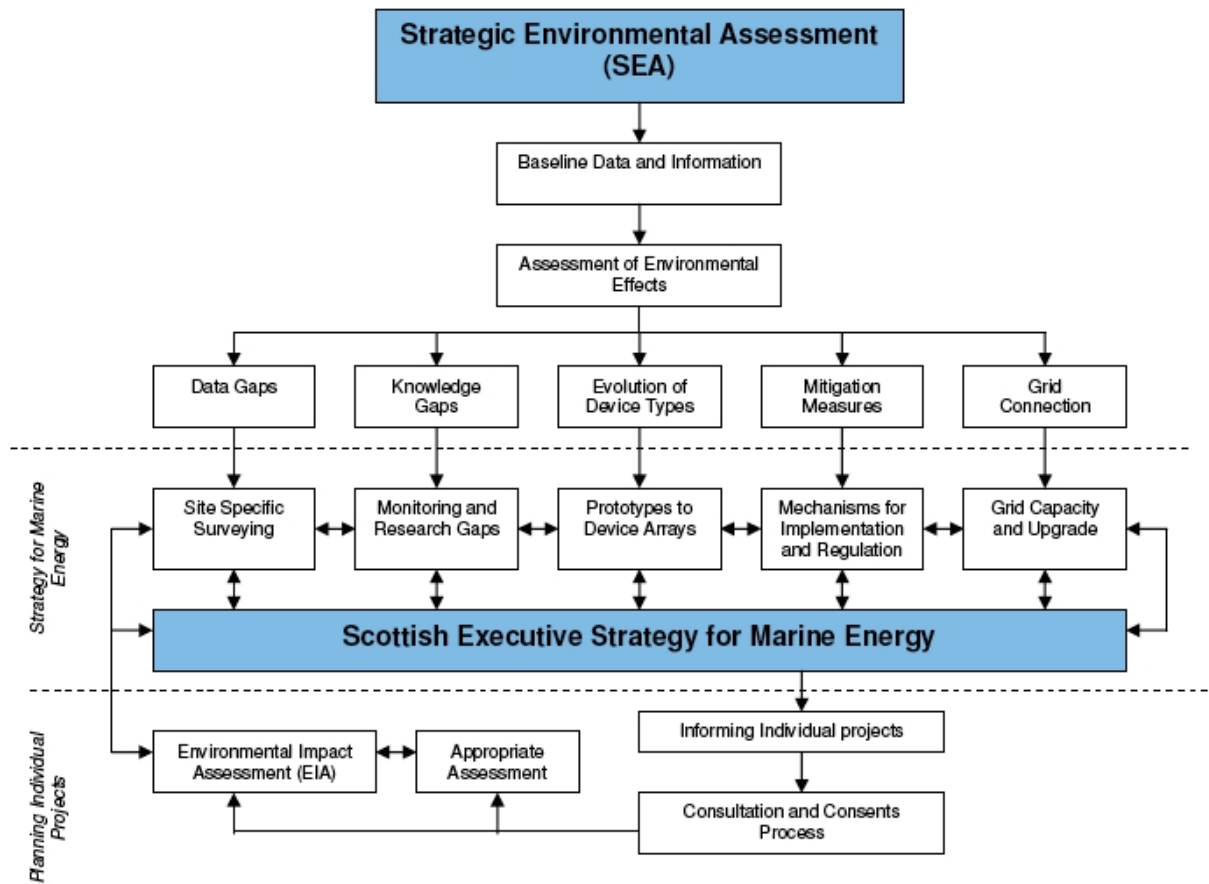 Strategic Environmental Assessment
(SEA)
Baseline Data and Information
Assessment of Environmental
Effects
Data Gaps
Knowledge
Gaps
Evolution of
Device Types
Mitigation
Measures
Grid
Connection
Strategy for Marine
Energy
Site Specific
Surveying
Monitoring and
Research Gaps
Prototypes to
Device Arrays
Mechanisms for
Implementation
and Regulation
Grid Capacity
and Upgrade
Scottish Executive Strategy for Marine Energy
Planning Individual
Projects
Environmental Impact
Assessment (EIA)
Appropriate
Assessment
Informing Individual projects
Consultation and Consents
Process